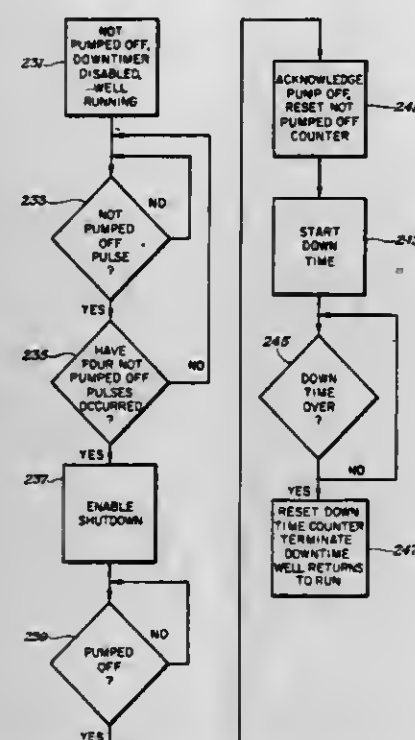 231
NOT
PUMPED OFF,
DOWNTIMER
DISABLED,
WELL
RUNNING
233
NOT
PUMPED OFF
PULSE
?
NO
YES
235
HAVE
FOUR NOT
PUMPED OFF
PULSES
OCCURRED
?
NO
YES
237
ENABLE
SHUTDOWN
239
PUMPED
OFF
?
NO
YES
ACKNOWLEDGE
PUMP OFF,
RESET NOT
PUMPED OFF
COUNTER
START
DOWN
TIME
245
DOWN
TIME
OVER
?
NO
YES
RESET DOWN
TIME COUNTER
TERMINATE
DOWNTIME
WELL RETURNS
TO RUN
247